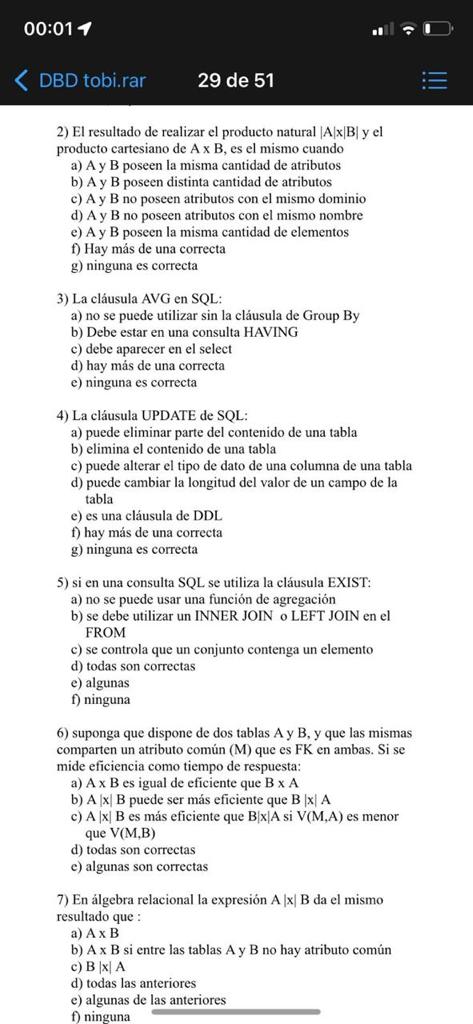 00:01
DBD tobi.rar
29 de 51
2) El resultado de realizar el producto natural |A|x|B| y el
producto cartesiano de A x B, es el mismo cuando
a) A y B poseen la misma cantidad de atributos
b) A y B poseen distinta cantidad de atributos
c) A y B no poseen atributos con el mismo dominio
d) A y B no poseen atributos con el mismo nombre
e) A y B poseen la misma cantidad de elementos
f) Hay más de una correcta
g) ninguna es correcta
3) La cláusula AVG en SQL:
a) no se puede utilizar sin la cláusula de Group By
b) Debe estar en una consulta HAVING
c) debe aparecer en el select
d) hay más de una correcta
e) ninguna es correcta
4) La cláusula UPDATE de SQL:
a) puede eliminar parte del contenido de una tabla
b) elimina el contenido de una tabla
c) puede alterar el tipo de dato de una columna de una tabla
d) puede cambiar la longitud del valor de un campo de la
tabla
e) es una cláusula de DDL
f) hay más de una correcta
g) ninguna es correcta
5) si en una consulta SQL se utiliza la cláusula EXIST:
a) no se puede usar una función de agregación
b) se debe utilizar un INNER JOIN o LEFT JOIN en el
FROM
c) se controla que un conjunto contenga un elemento
d) todas son correctas
e) algunas
f) ninguna
6) suponga que dispone de dos tablas A y B, y que las mismas
comparten un atributo común (M) que es FK en ambas. Si se
mide eficiencia como tiempo de respuesta:
a) A x B es igual de eficiente que B x A
b) A |x| B puede ser más eficiente que B |x| A
c) A |x| B es más eficiente que B|x|A si V(M,A) es menor
que V(M,B)
d) todas son correctas
e) algunas son correctas
7) En álgebra relacional la expresión A |x| B da el mismo
resultado que :
a) A x B
b) A x B si entre las tablas A y B no hay atributo común
c) B |x| A
d) todas las anteriores
e) algunas de las anteriores
f) ninguna